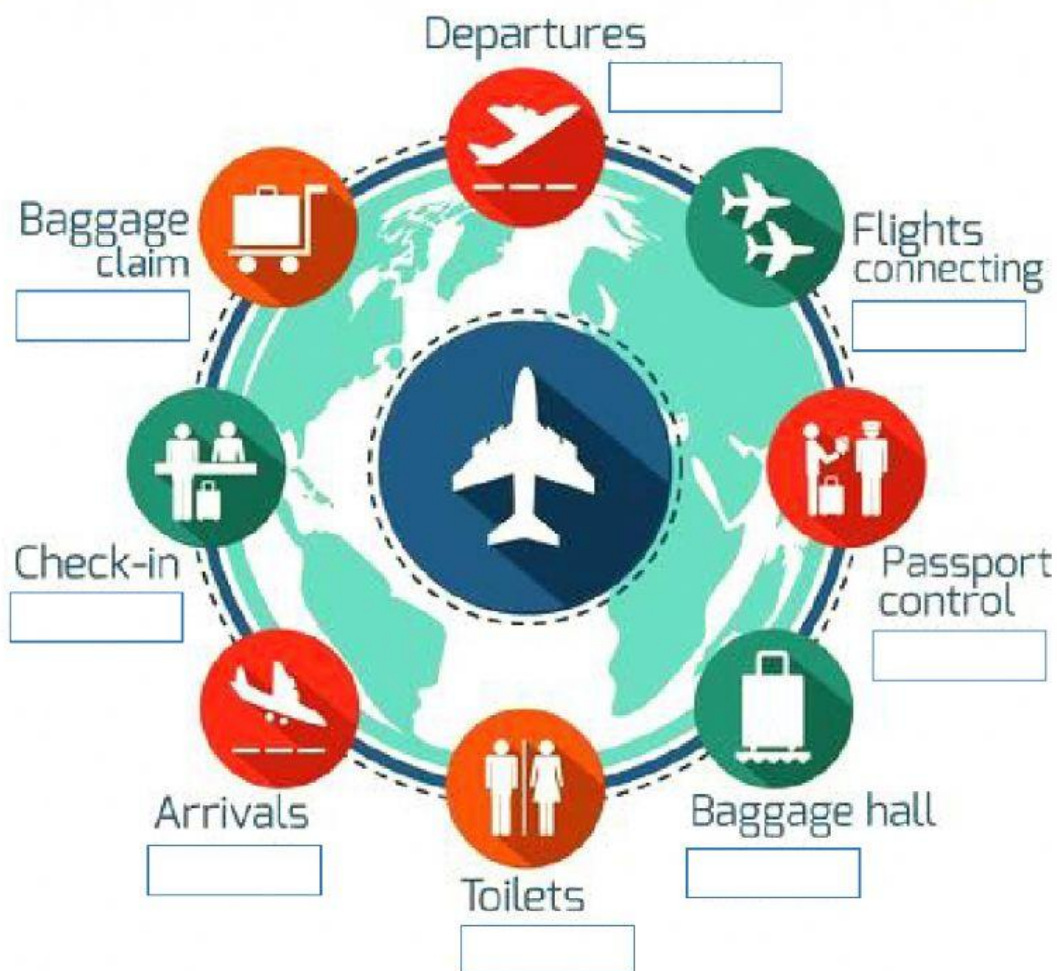 Departures
Baggage
claim
Flights
connecting
Check-in
Passport
control
Arrivals
Baggage hall
Toilets